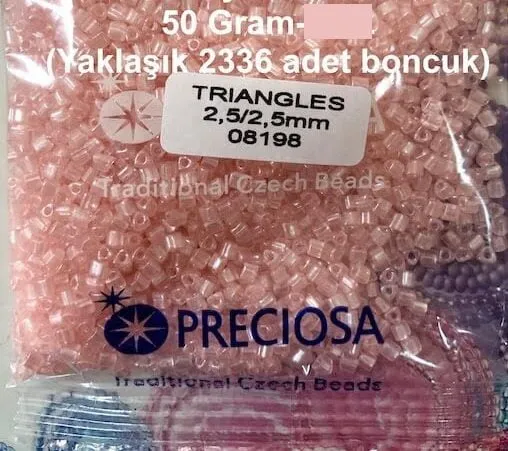 50 Gram-
(Yaklaşık 2336 adet boncuk)
TRIANGLES
2,5/2,5mm
08198
Traditional Czech Beads
PRECIOSA
Traditional Czech Beads